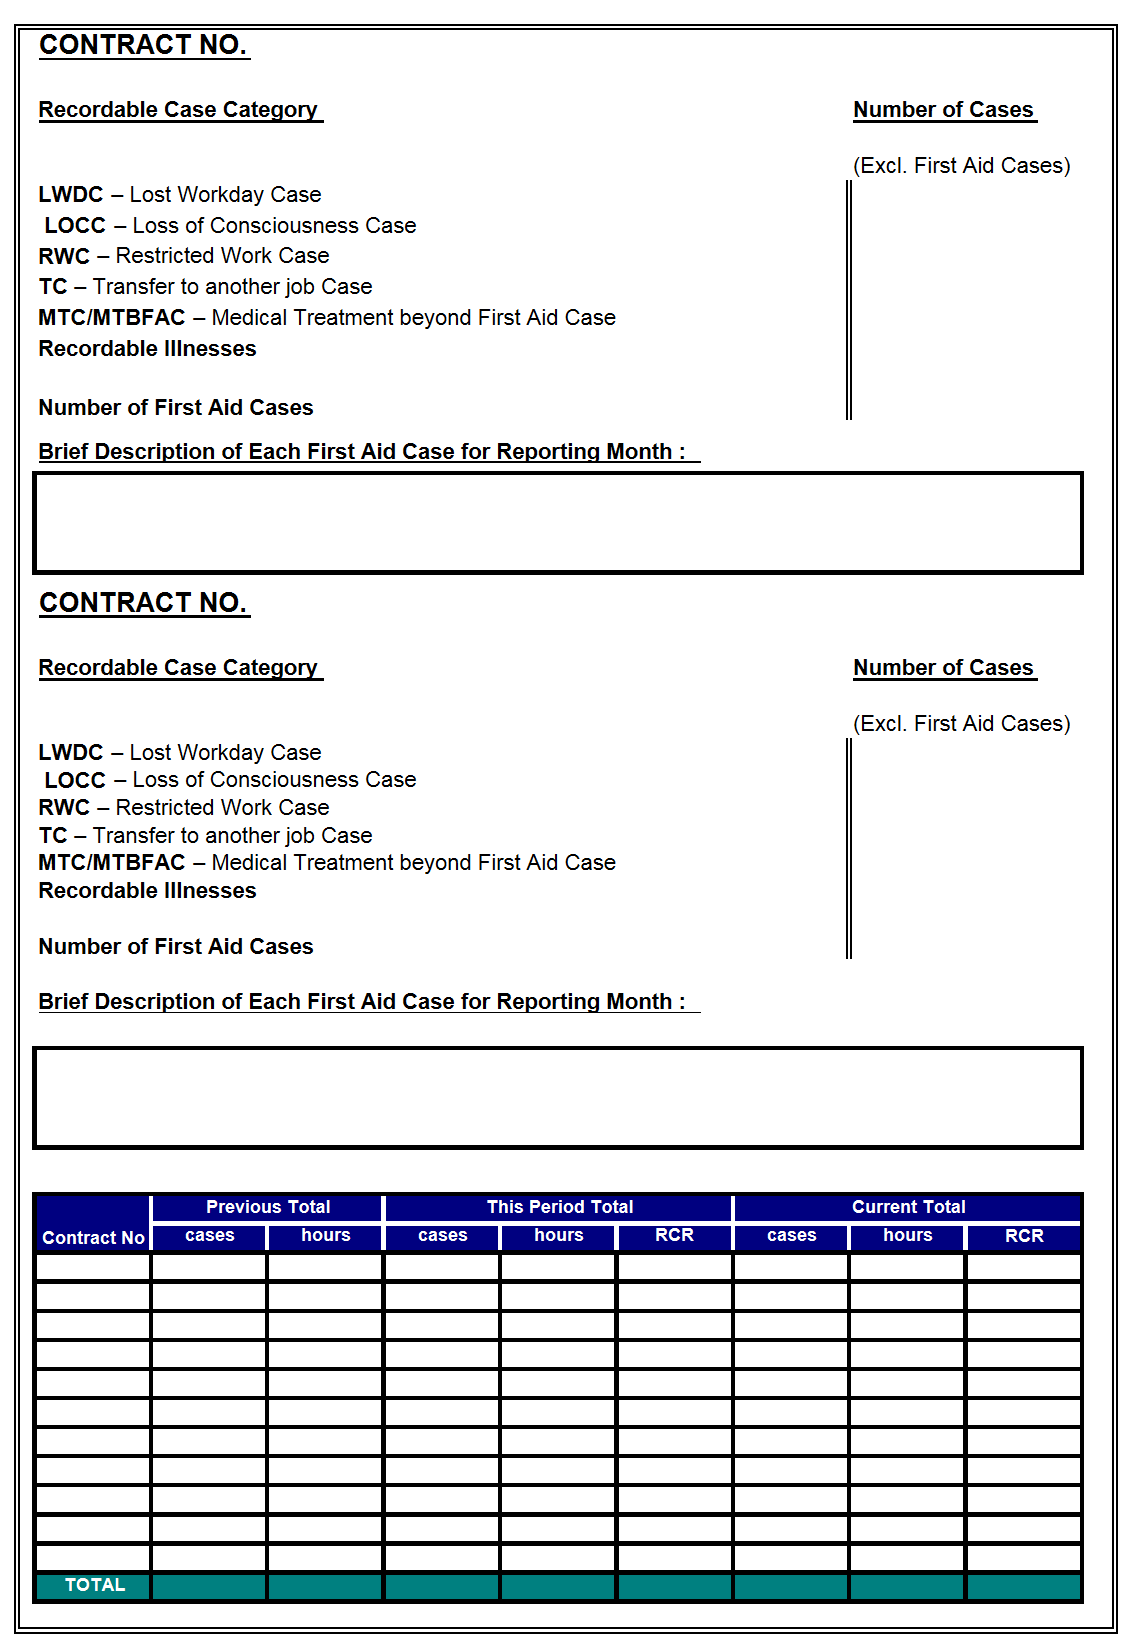 CONTRACT NO.
Recordable Case Category Number of Cases
(Excl. First Aid Cases)
LWDC – Lost Workday Case
LOCC – Loss of Consciousness Case
RWC – Restricted Work Case
TC – Transfer to another job Case
MTC/MTBFAC – Medical Treatment beyond First Aid Case
Recordable Illnesses
Number of First Aid Cases
Brief Description of Each First Aid Case for Reporting Month :
CONTRACT NO.
Recordable Case Category Number of Cases
(Excl. First Aid Cases)
LWDC – Lost Workday Case
LOCC – Loss of Consciousness Case
RWC – Restricted Work Case
TC – Transfer to another job Case
MTC/MTBFAC – Medical Treatment beyond First Aid Case
Recordable Illnesses
Number of First Aid Cases
Brief Description of Each First Aid Case for Reporting Month :
Previous Total This Period Total Current Total
Contract No cases hours cases hours RCR cases hours RCR
TOTAL